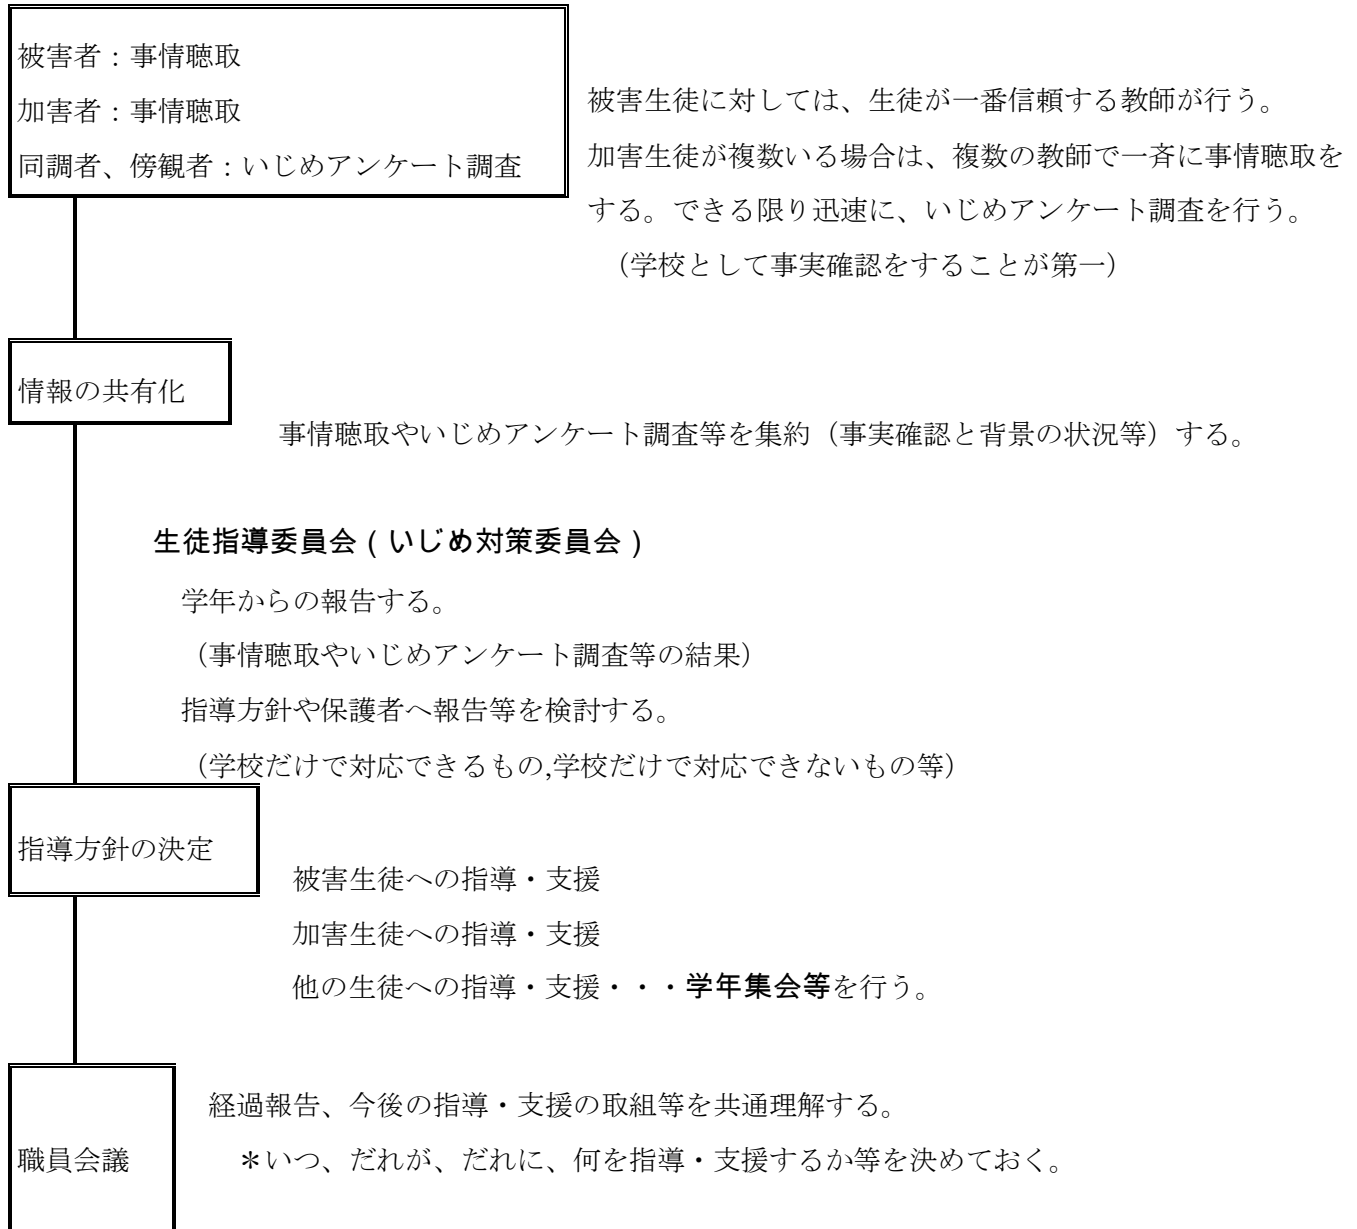 被害者：事情聴取
加害者：事情聴取
同調者、傍観者：いじめアンケート調査
被害生徒に対しては、生徒が一番信頼する教師が行う。
加害生徒が複数いる場合は、複数の教師で一斉に事情聴取を
する。できる限り迅速に、いじめアンケート調査を行う。
（学校として事実確認をすることが第一）
情報の共有化
事情聴取やいじめアンケート調査等を集約（事実確認と背景の状況等）する。
生徒指導委員会（いじめ対策委員会）
学年からの報告する。
（事情聴取やいじめアンケート調査等の結果）
指導方針や保護者へ報告等を検討する。
（学校だけで対応できるもの,学校だけで対応できないもの等）
指導方針の決定
被害生徒への指導・支援
加害生徒への指導・支援
他の生徒への指導・支援・・・学年集会等を行う。
職員会議
経過報告、今後の指導・支援の取組等を共通理解する。
＊いつ、だれが、だれに、何を指導・支援するか等を決めておく。